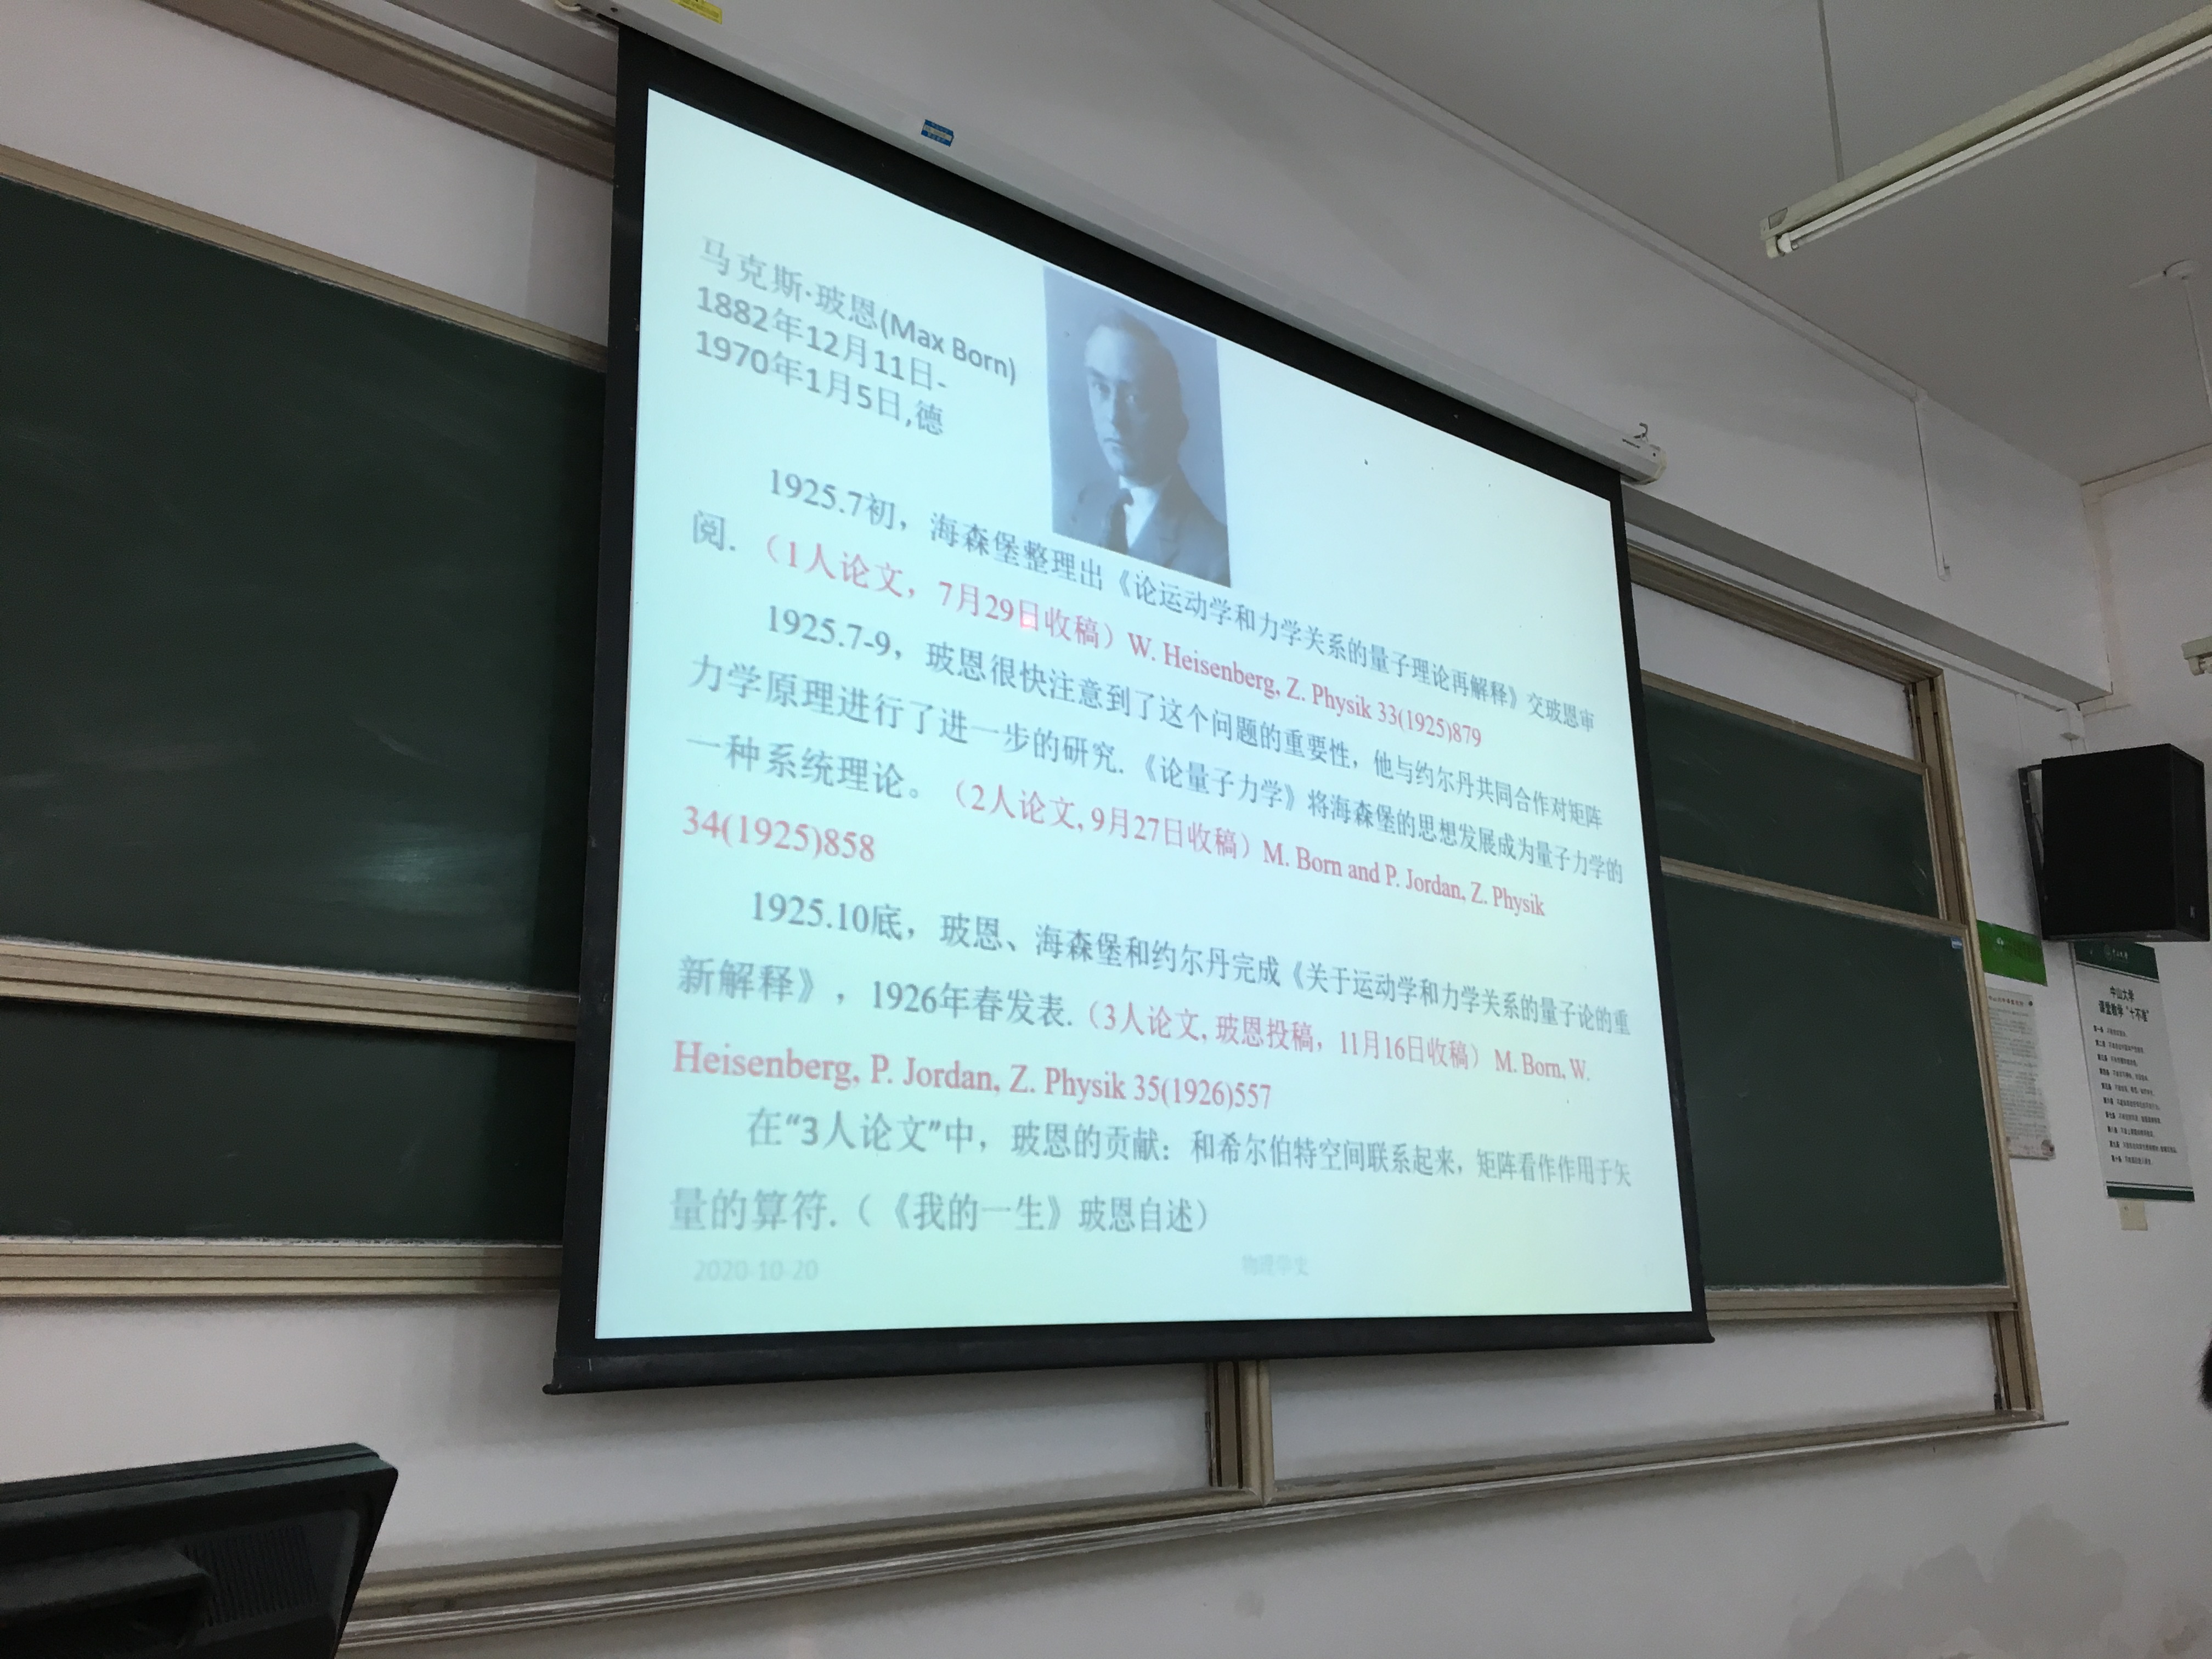 马克斯·玻恩(Max Born)
1882年12月11日-
1970年1月5日,德
1925.7初，海森堡整理出《论运动学和力学关系的量子理论再解释》交玻恩审
阅.（1人论文，7月29日收稿）W. Heisenberg, Z. Physik 33(1925)879
1925.7-9，玻恩很快注意到了这个问题的重要性，他与约尔丹共同合作对矩阵
力学原理进行了进一步的研究.《论量子力学》将海森堡的思想发展成为量子力学的
一种系统理论。（2人论文, 9月27日收稿）M. Born and P. Jordan, Z. Physik
34(1925)858
1925.10底，玻恩、海森堡和约尔丹完成《关于运动学和力学关系的量子论的重
新解释》，1926年春发表.（3人论文, 玻恩投稿，11月16日收稿）M. Born, W.
Heisenberg, P. Jordan, Z. Physik 35(1926)557
在“3人论文”中，玻恩的贡献：和希尔伯特空间联系起来，矩阵看作作用于矢
量的算符.（《我的一生》玻恩自述）
2020-10-20
物理学史
中山大学
课堂教学“十不准”